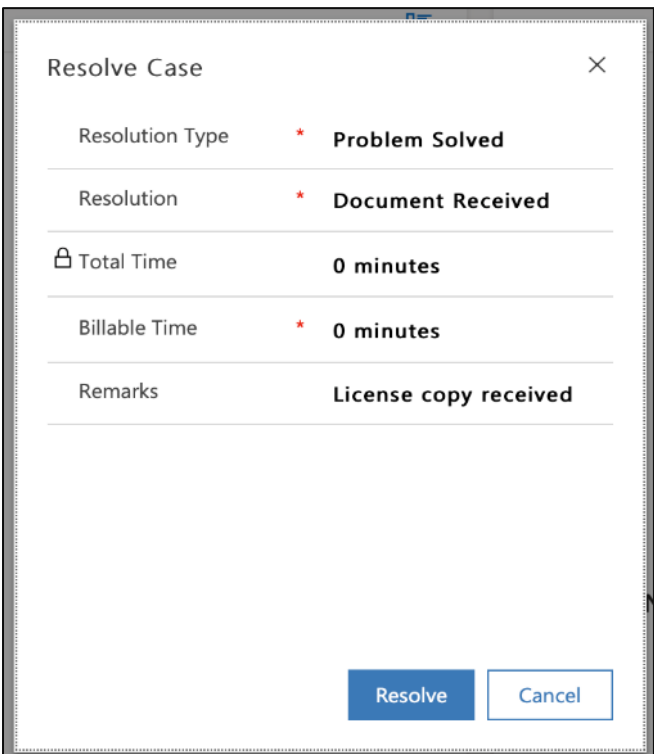 Resolve Case
Resolution Type * Problem Solved
Resolution * Document Received
Total Time 0 minutes
Billable Time * 0 minutes
Remarks License copy received
Resolve Cancel